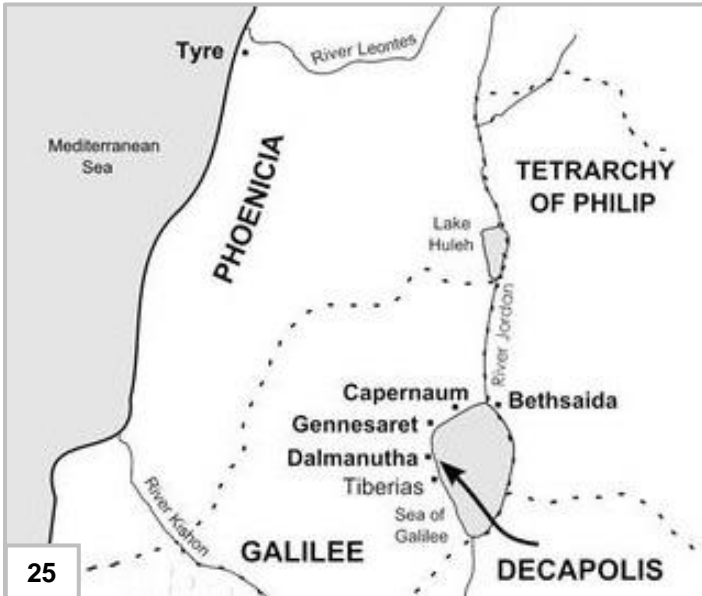 River Leontes
Tyre
Mediterranean
Sea
PHOENICIA
TETRARCHY
OF PHILIP
Lake
Huleh
River Jordan
Capernaum
Bethsaida
Gennesaret
Dalmanutha
Tiberias
River Kishon
Sea of
Galilee
GALILEE
DECAPOLIS
25